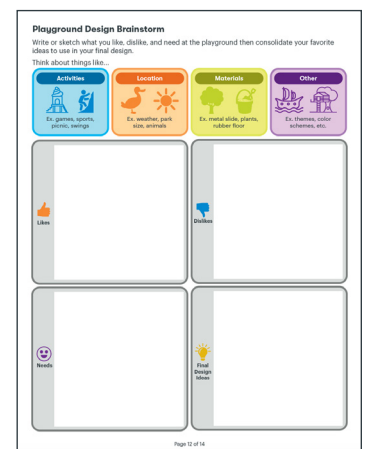 Playground Design Brainstorm
Write or sketch what you like, dislike, and need at the playground then consolidate your favorite
ideas to use in your final design.
Think about things like...
Activities
Ex. games, sports,
picnic, swings
Location
Ex. weather, park
size, animals
Materials
Ex. metal slide, plants,
rubber floor
Other
Ex. themes, color
schemes, etc.
Likes
Dislikes
Needs
Final
Design
Ideas
Page 12 of 14